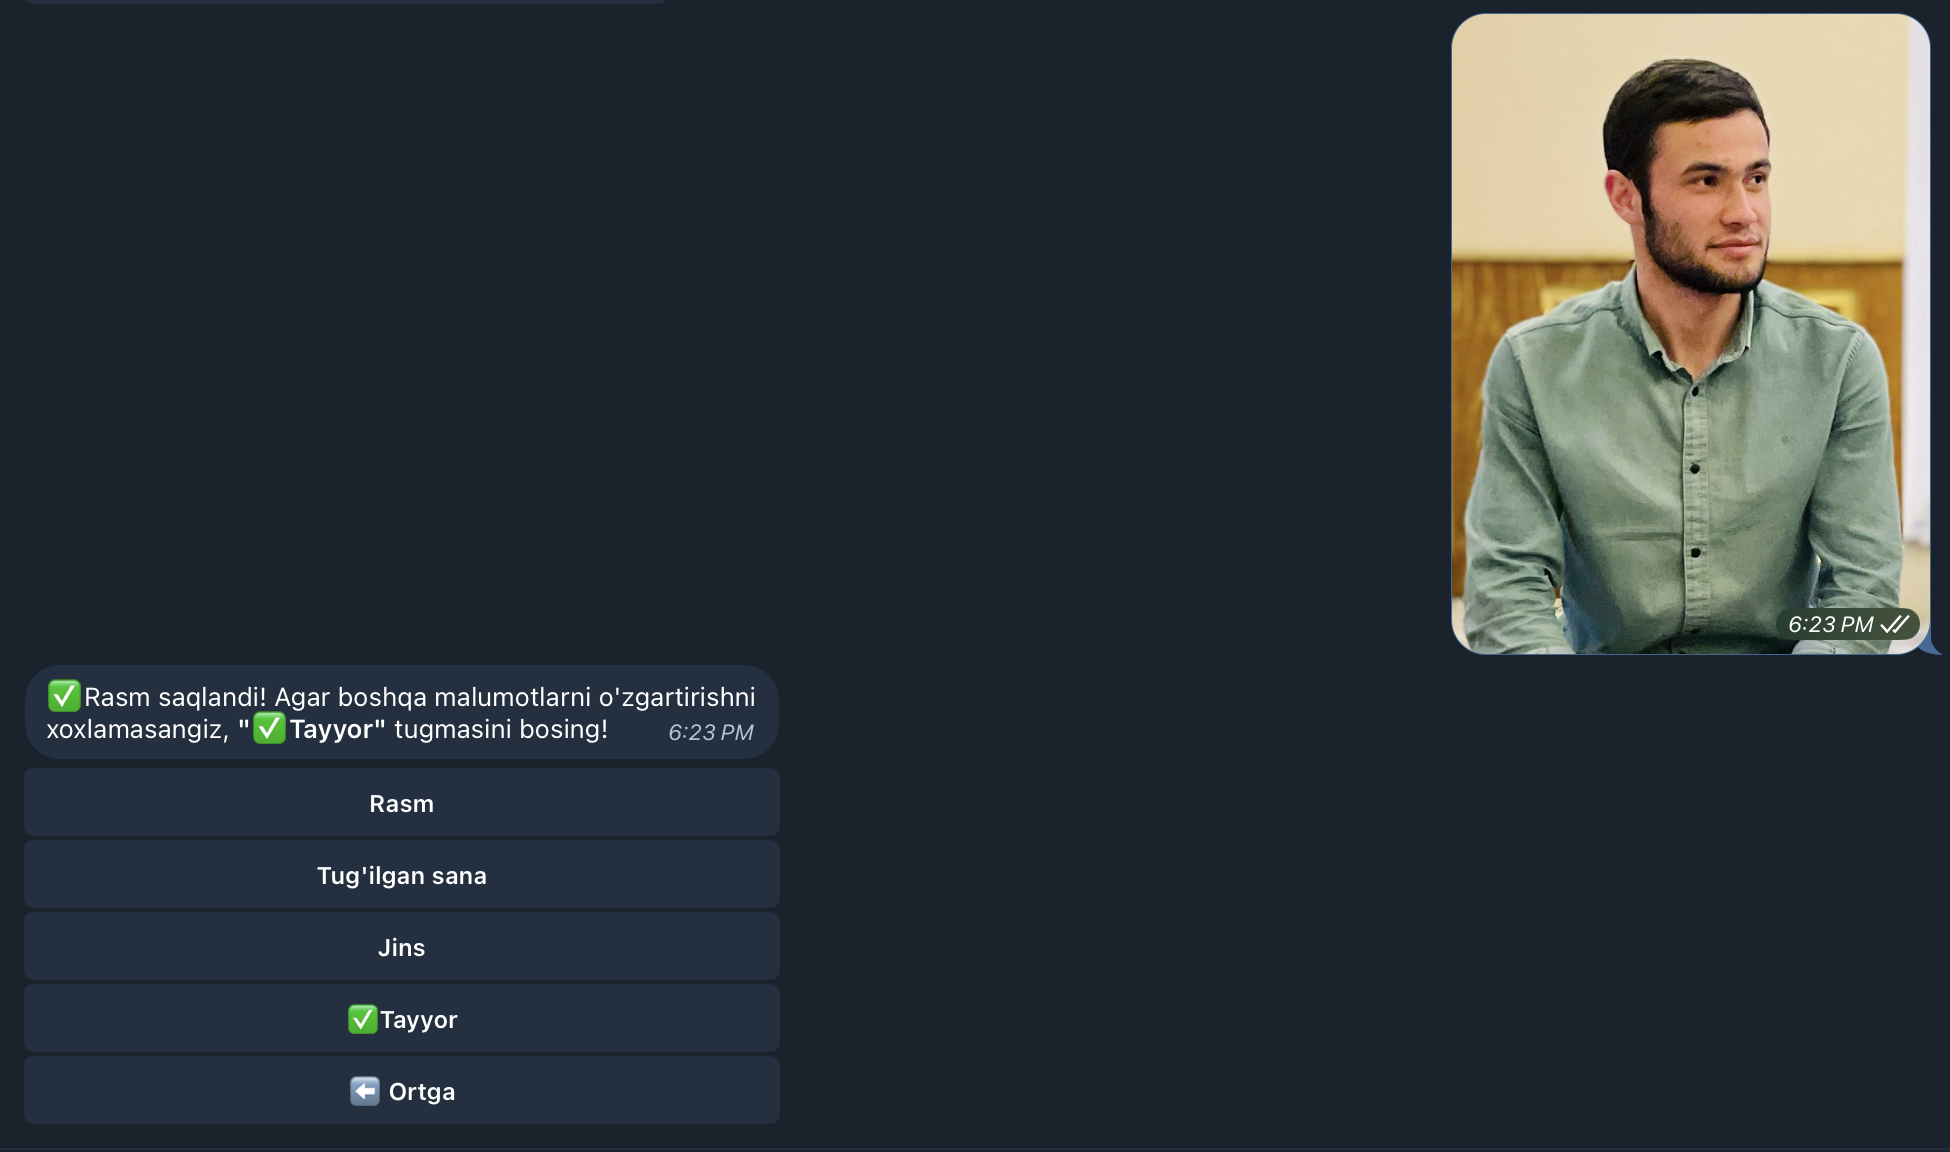 6:23 PM
✅Rasm saqlandi! Agar boshqa malumotlarni o'zgartirishni
xoxlamasangiz, "✅Tayyor" tugmasini bosing! 6:23 PM
Rasm
Tug'ilgan sana
Jins
✅Tayyor
⬅️ Ortga